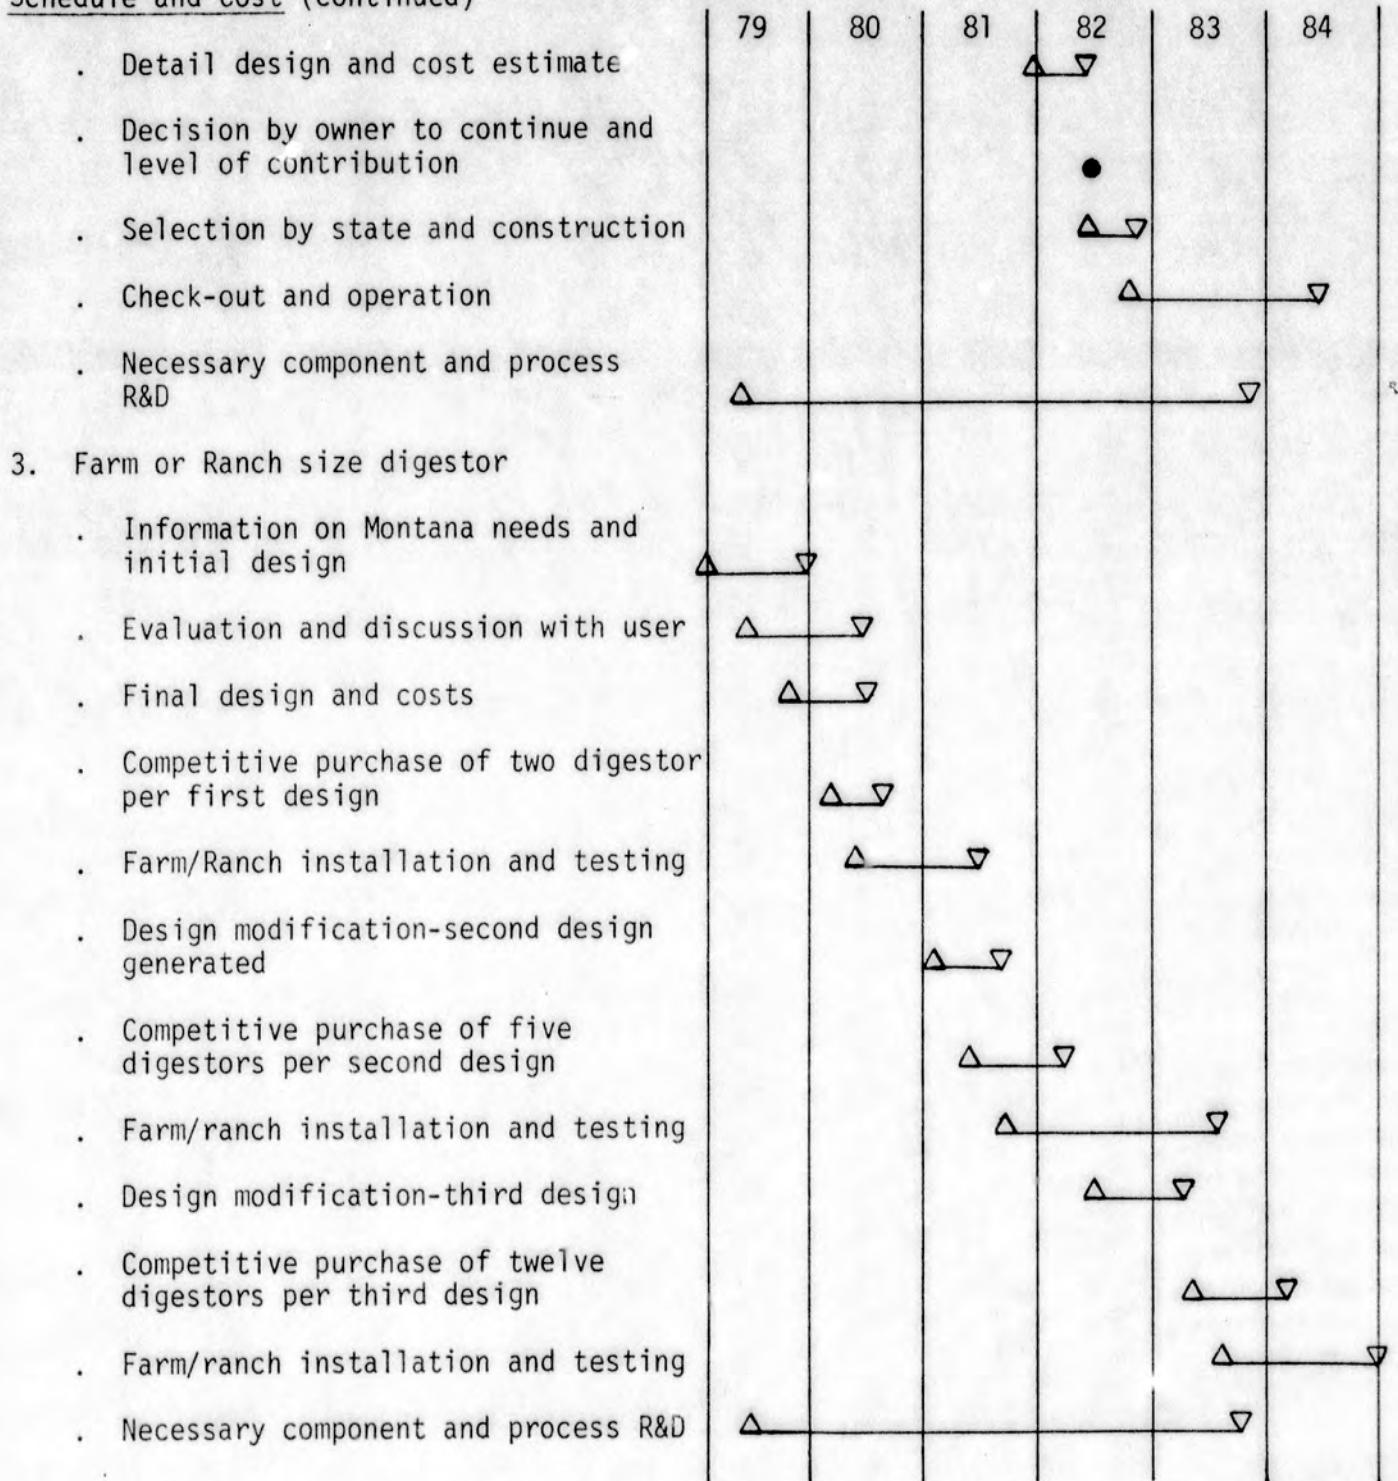 Schedule and Cost (continued)
79 80 81 82 83 84
. Detail design and cost estimate
. Decision by owner to continue and
level of contribution
. Selection by state and construction
. Check-out and operation
. Necessary component and process
R&D
3. Farm or Ranch size digestor
. Information on Montana needs and
initial design
. Evaluation and discussion with user
. Final design and costs
. Competitive purchase of two digestor
per first design
. Farm/Ranch installation and testing
. Design modification-second design
generated
. Competitive purchase of five
digestors per second design
. Farm/ranch installation and testing
. Design modification-third design
. Competitive purchase of twelve
digestors per third design
. Farm/ranch installation and testing
. Necessary component and process R&D